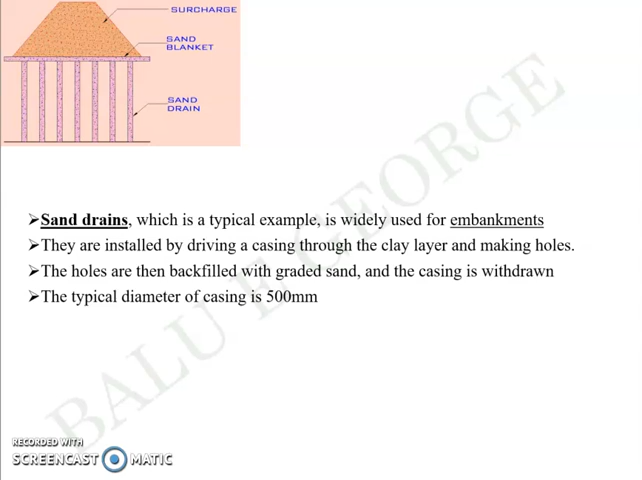 SURCHARGE
SAND
BLANKET
SAND
DRAIN
➢Sand drains, which is a typical example, is widely used for embankments
➢They are installed by driving a casing through the clay layer and making holes.
➢The holes are then backfilled with graded sand, and the casing is withdrawn
➢The typical diameter of casing is 500mm
BALU E GEORGE
RECORDED WITH
SCREENCAST MATIC